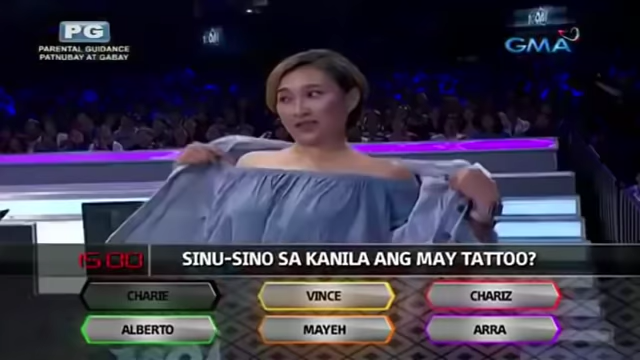 PG
PARENTAL GUIDANCE
PATNUBAY AT GABAY
GMA
15:00
SINU-SINO SA KANILA ANG MAY TATTOO?
CHARIE
VINCE
CHARIZ
ALBERTO
MAYEH
ARRA